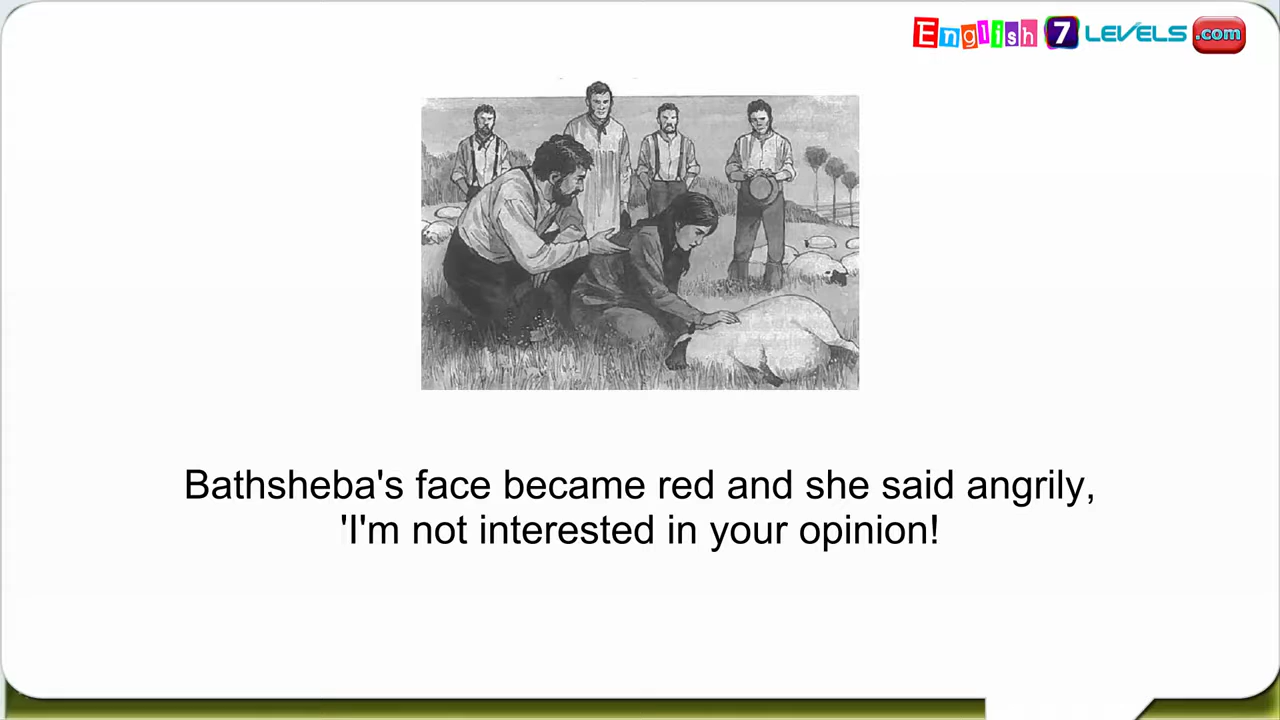 English 7 LEVELS .com
Bathsheba's face became red and she said angrily,
'I'm not interested in your opinion!